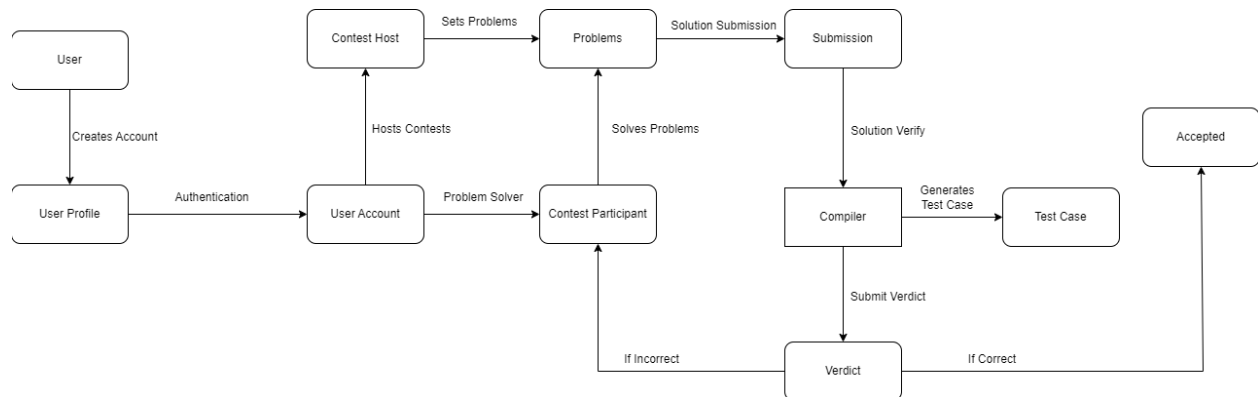 Contest Host
Sets Problems
Problems
Solution Submission
Submission
User
Creates Account
Hosts Contests
Solves Problems
Solution Verify
Accepted
User Profile
Authentication
User Account
Problem Solver
Contest Participant
Compiler
Generates
Test Case
Test Case
Submit Verdict
If Incorrect
Verdict
If Correct